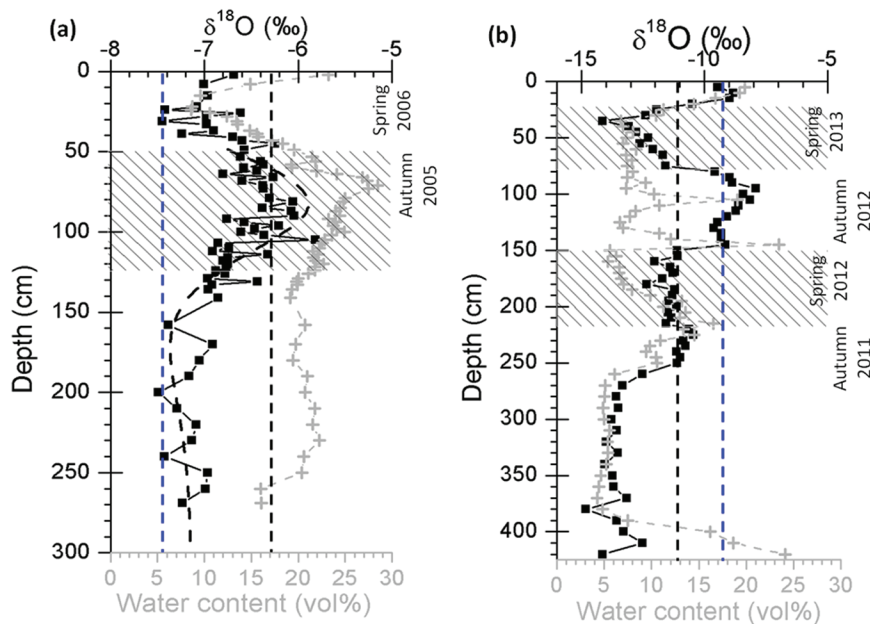 (a)
δ18O (‰)
-8 -7 -6 -5
0
50
100
150
200
250
300
Depth (cm)
Spring
2006
Autumn
2005
0 5 10 15 20 25 30
Water content (vol%)
(b)
δ18O (‰)
-15 -10 -5
0
50
100
150
200
250
300
350
400
Depth (cm)
Spring
2013
Autumn
2012
Spring
2012
Autumn
2011
0 5 10 15 20 25 30
Water content (vol%)